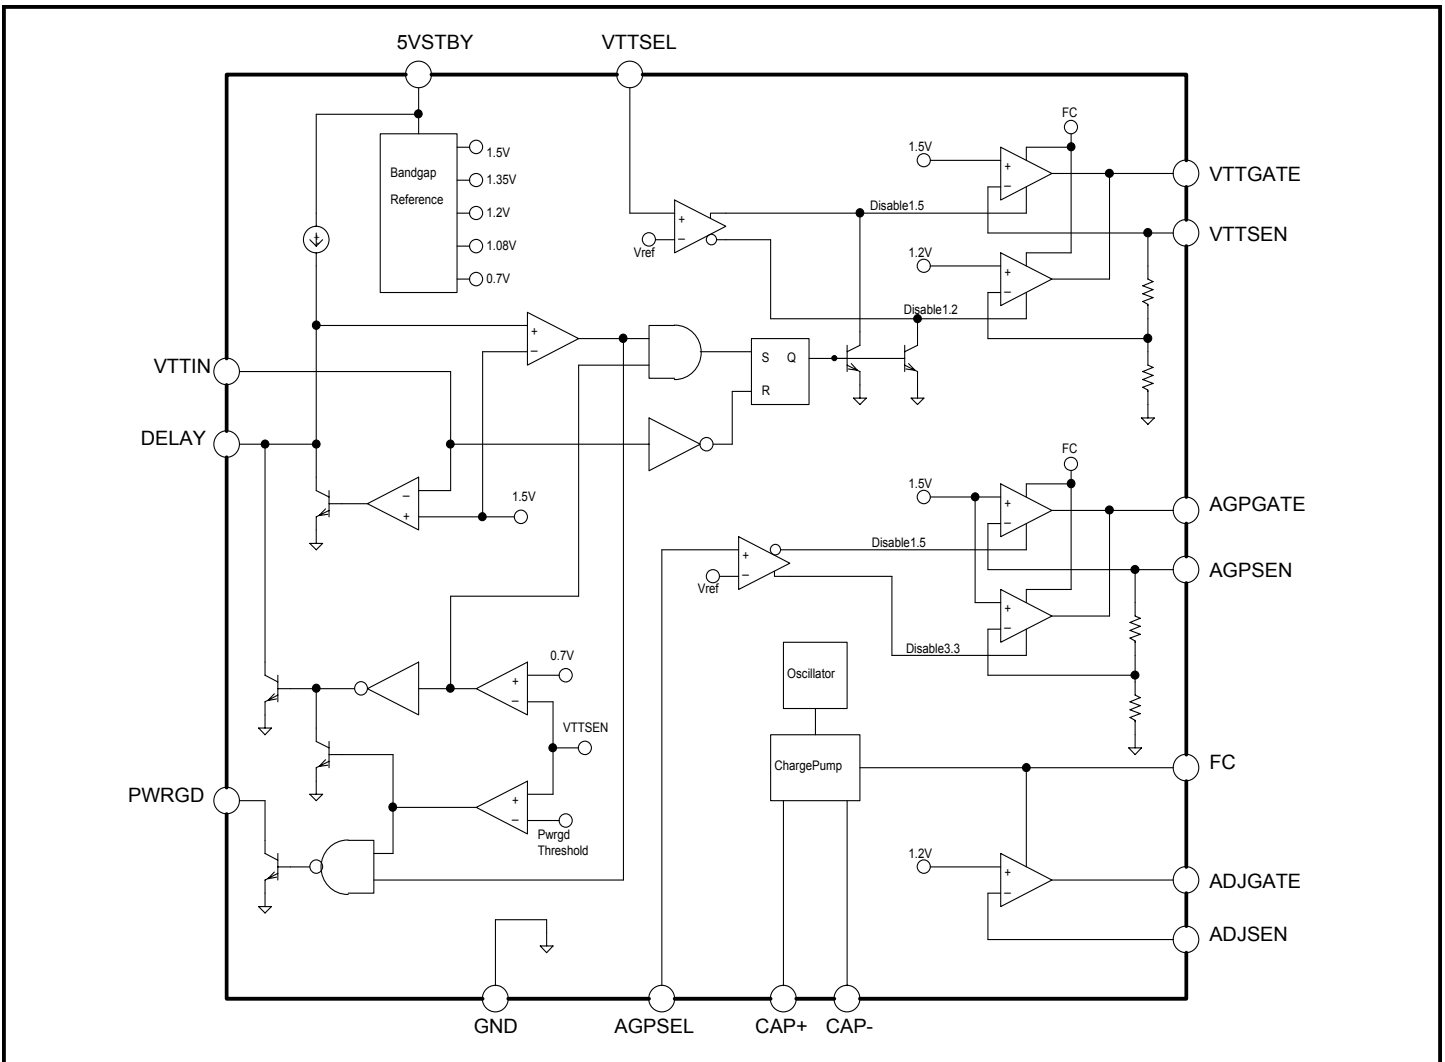 5VSTBY
VTTSEL
FC
1.5V
VTTGATE
1.5V
Bandgap
Reference
1.35V
1.2V
1.08V
0.7V
+
−
Vref
Disable1.5
+
−
VTTSEN
1.2V
+
−
Disable1.2
VTTIN
+
−
S Q
R
DELAY
−
+
1.5V
FC
1.5V
+
−
AGPGATE
Disable1.5
+
−
Vref
AGPSEN
+
−
Disable3.3
0.7V
+
−
Oscillator
VTTSEN
ChargePump
FC
PWRGD
+
−
Pwrgd
Threshold
1.2V
+
−
ADJGATE
ADJSEN
GND
AGPSEL
CAP+
CAP-